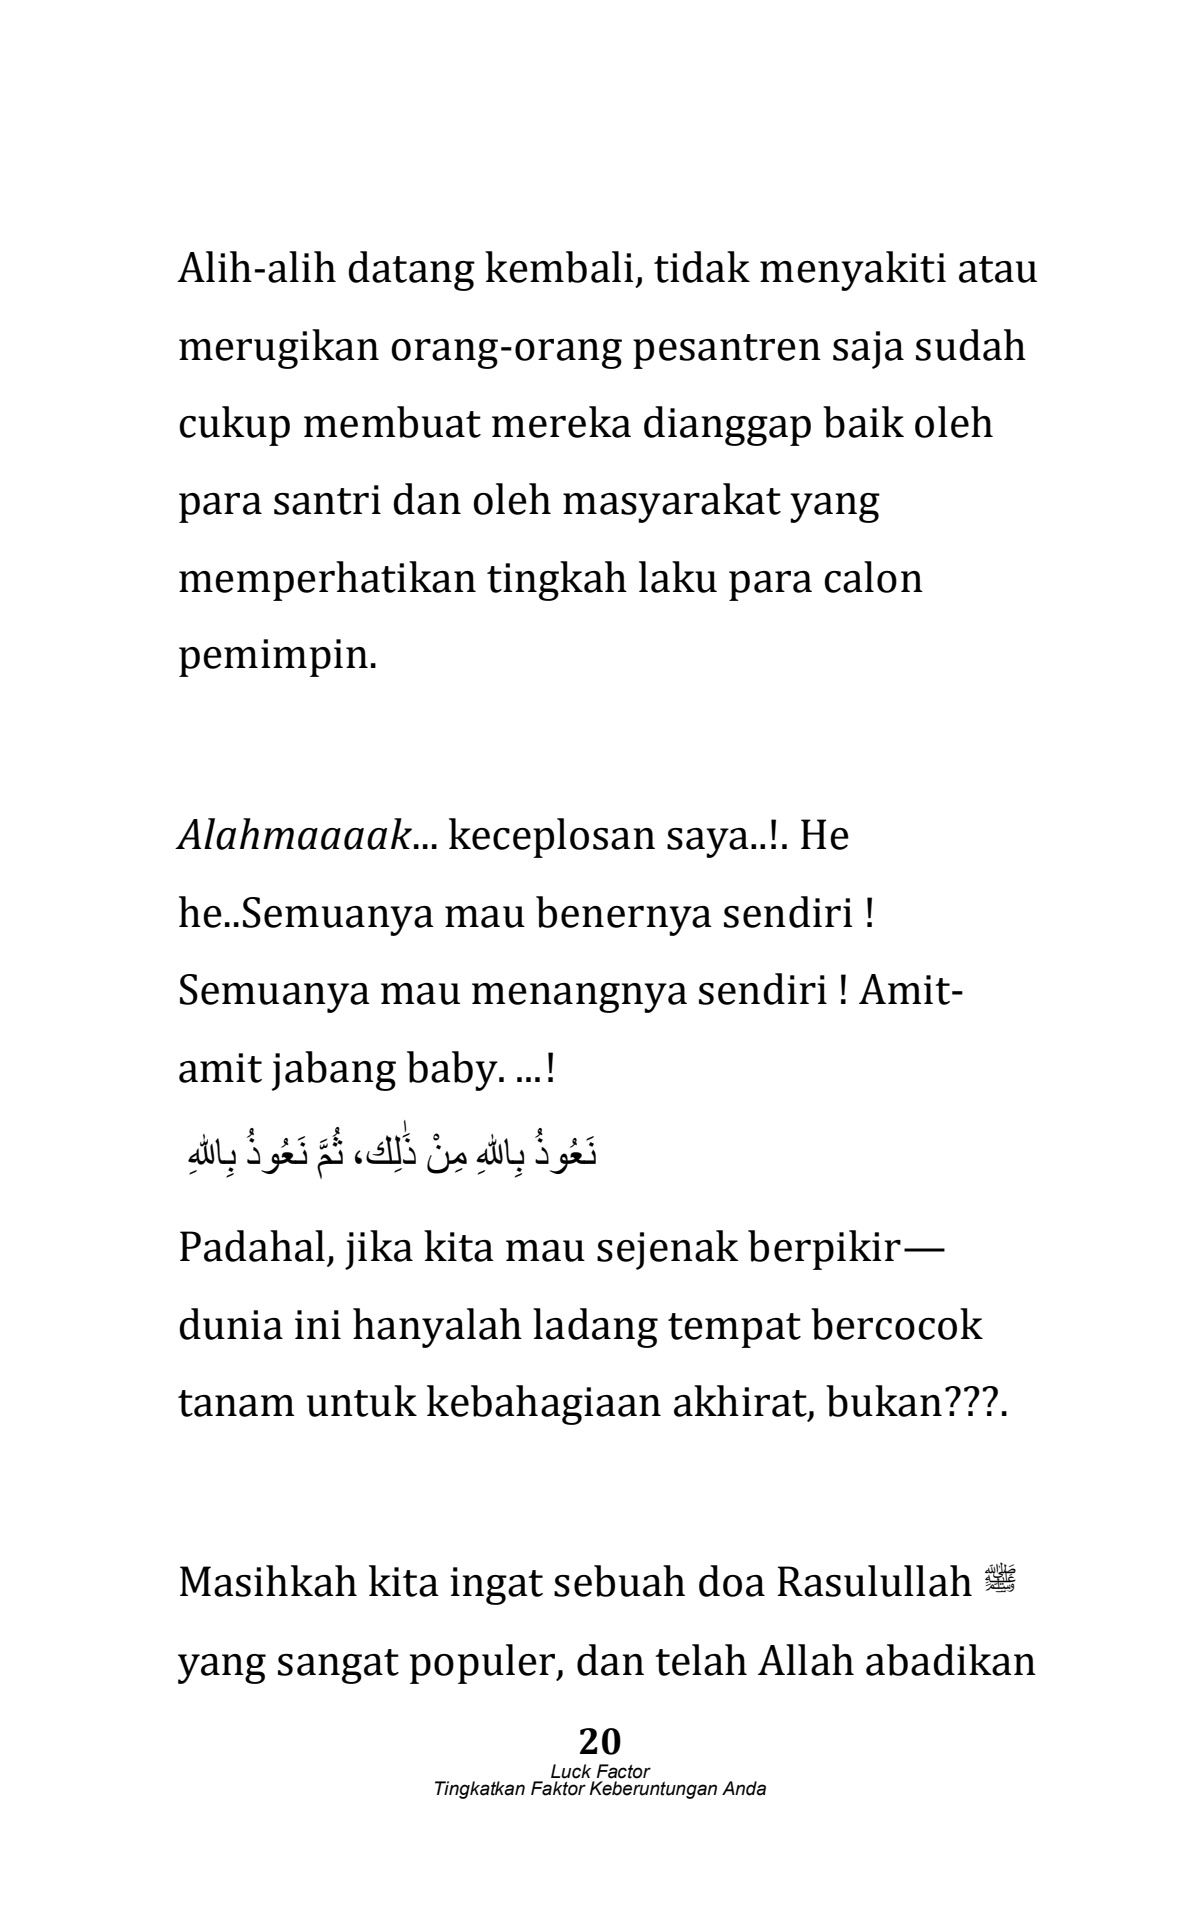 Alih-alih datang kembali, tidak menyakiti atau
merugikan orang-orang pesantren saja sudah
cukup membuat mereka dianggap baik oleh
para santri dan oleh masyarakat yang
memperhatikan tingkah laku para calon
pemimpin.
Alahmaaaak... keceplosan saya..!. He
he..Semuanya mau benernya sendiri !
Semuanya mau menangnya sendiri ! Amit-
amit jabang baby. ...!
نَعُوذُ بِاللهِ مِنْ ذَٰلِك، ثُمَّ نَعُوذُ بِاللهِ
Padahal, jika kita mau sejenak berpikir—
dunia ini hanyalah ladang tempat bercocok
tanam untuk kebahagiaan akhirat, bukan???.
Masihkah kita ingat sebuah doa Rasulullah ﷺ
yang sangat populer, dan telah Allah abadikan
20
Luck Factor
Tingkatkan Faktor Keberuntungan Anda